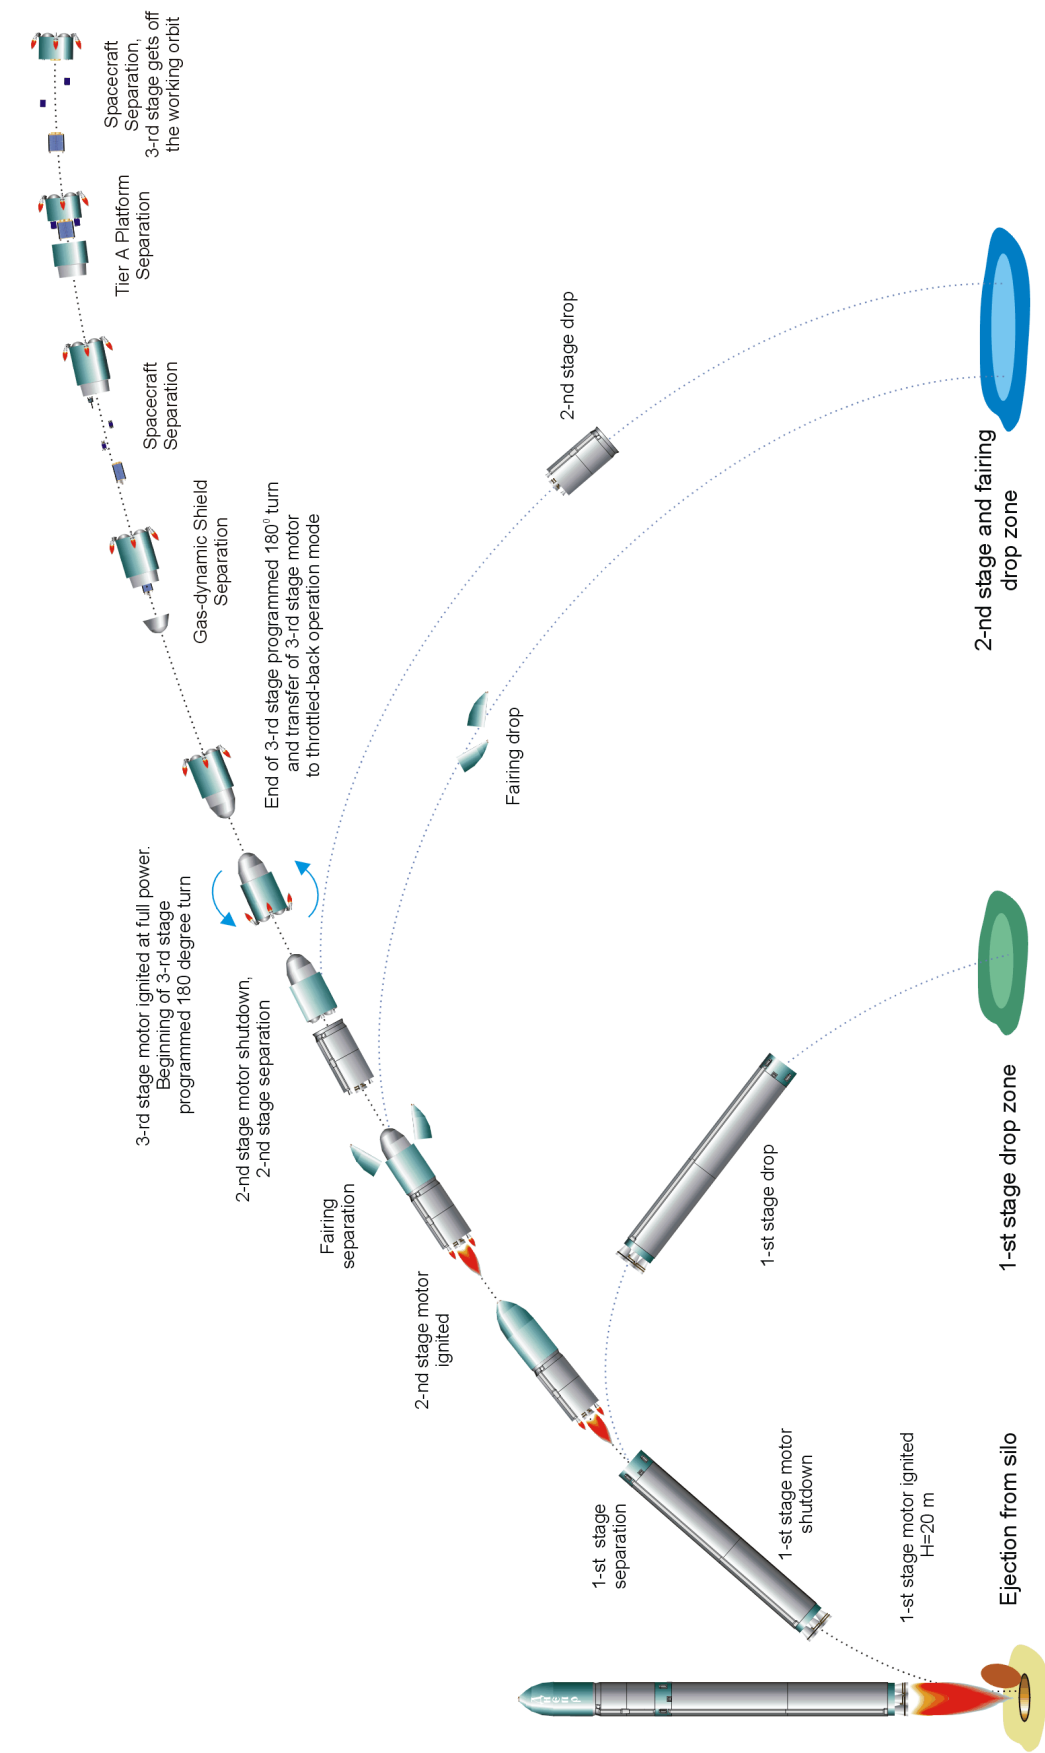 Spacecraft
Separation,
3-rd stage gets off
the working orbit
Tier A Platform
Separation
Spacecraft
Separation
Gas-dynamic Shield
Separation
End of 3-rd stage programmed 180⁰ turn
and transfer of 3-rd stage motor
to throttled-back operation mode
3-rd stage motor ignited at full power.
Beginning of 3-rd stage
programmed 180 degree turn
2-nd stage motor shutdown,
2-nd stage separation
Fairing
separation
2-nd stage motor
ignited
1-st stage
separation
1-st stage motor
shutdown
1-st stage motor ignited
H=20 m
Ejection from silo
1-st stage drop
1-st stage drop zone
Fairing drop
2-nd stage drop
2-nd stage and fairing
drop zone
Днепр